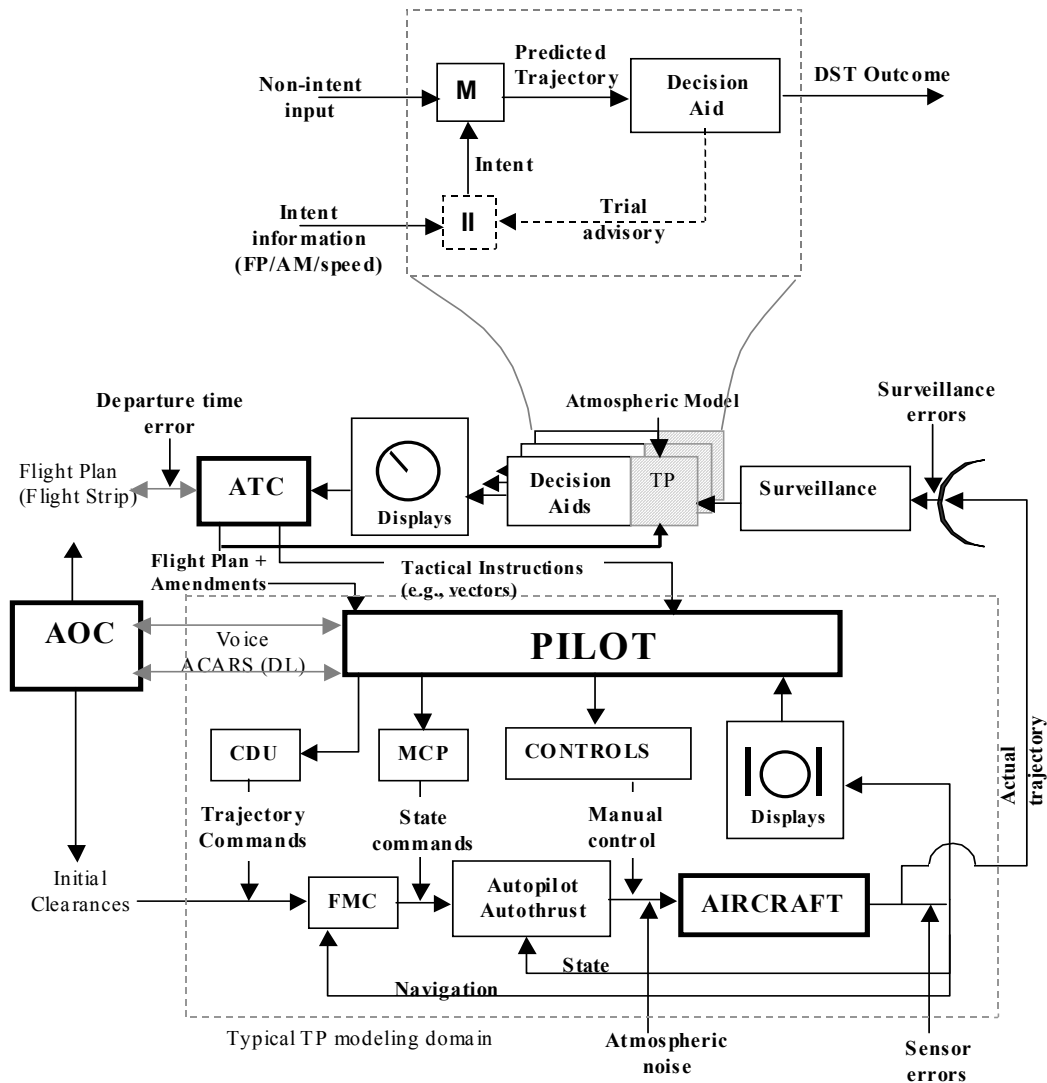 Predicted
Trajectory
Decision
Aid
DST Outcome
Non-intent
input
M
Intent
II
Intent
information
(FP/AM/speed)
Trial
advisory
Surveillance
errors
Departure time
error
Atmospheric Model
Flight Plan
(Flight Strip)
ATC
Displays
Decision
Aids
TP
Surveillance
Flight Plan +
Amendments
Tactical Instructions
(e.g., vectors)
AOC
Voice
ACARS (DL)
PILOT
CDU
MCP
CONTROLS
Displays
Actual
trajectory
Trajectory
Commands
State
commands
Manual
control
Initial
Clearances
FMC
Autopilot
Autothrust
AIRCRAFT
State
Navigation
Typical TP modeling domain
Atmospheric
noise
Sensor
errors